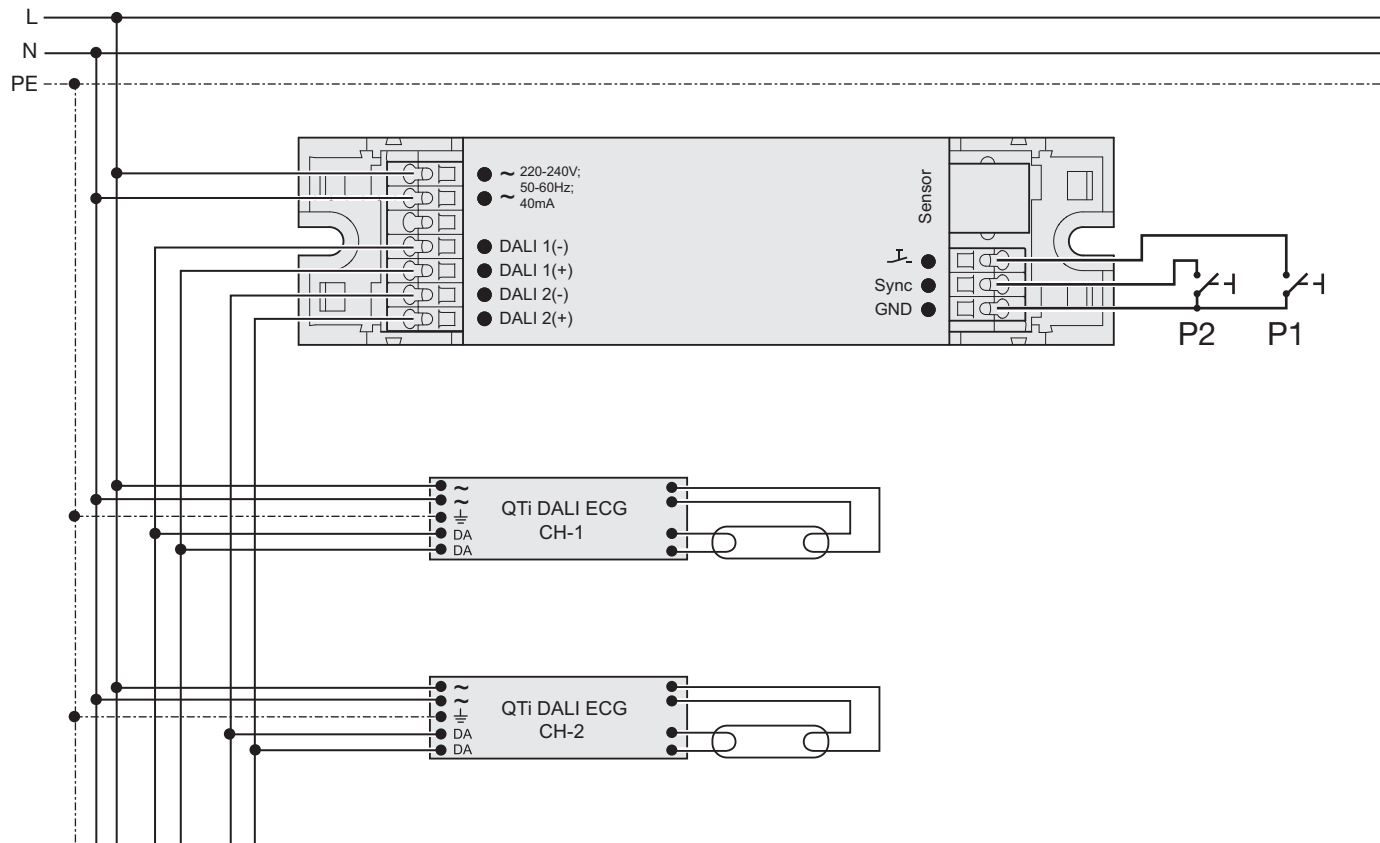 L
N
PE
~ 220-240V;
~ 50-60Hz;
40mA
DALI 1(-)
DALI 1(+)
DALI 2(-)
DALI 2(+)
Sensor
Sync
GND
P2 P1
~
~
DA
DA
QTi DALI ECG
CH-1
~
~
DA
DA
QTi DALI ECG
CH-2